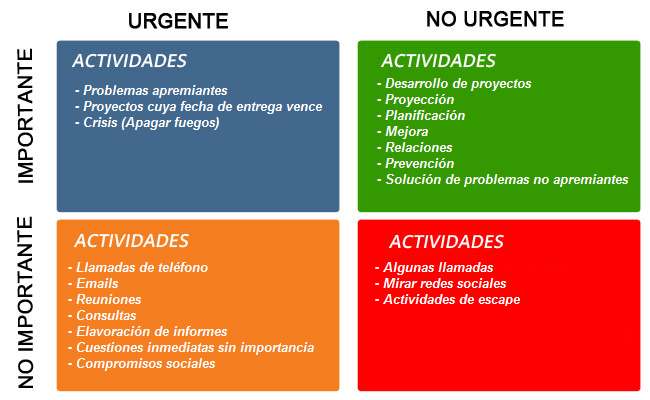 URGENTE
NO URGENTE
IMPORTANTE
ACTIVIDADES
- Problemas apremiantes
- Proyectos cuya fecha de entrega vence
- Crisis (Apagar fuegos)
ACTIVIDADES
- Desarrollo de proyectos
- Proyección
- Planificación
- Mejora
- Relaciones
- Prevención
- Solución de problemas no apremiantes
NO IMPORTANTE
ACTIVIDADES
- Llamadas de teléfono
- Emails
- Reuniones
- Consultas
- Elavoración de informes
- Cuestiones inmediatas sin importancia
- Compromisos sociales
ACTIVIDADES
- Algunas llamadas
- Mirar redes sociales
- Actividades de escape